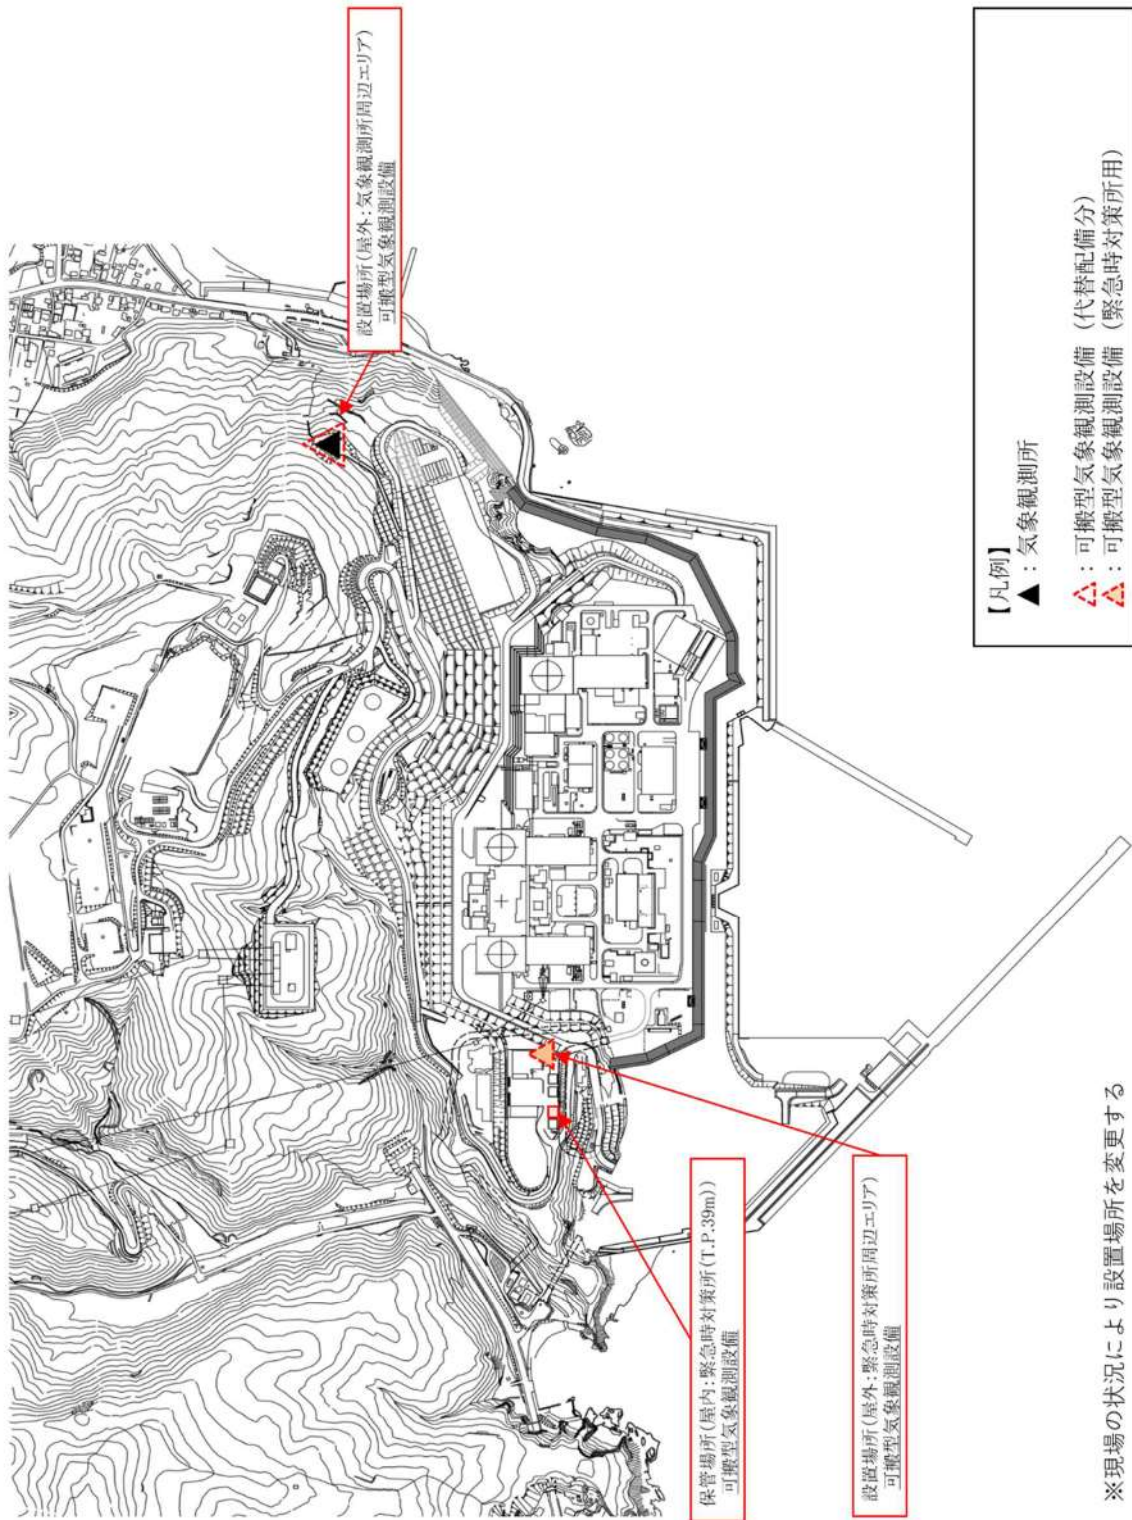 設置場所(屋外:気象観測所周辺エリア)
可搬型気象観測設備
保管場所(屋内:緊急時対策所(T.P.39m))
可搬型気象観測設備
設置場所(屋外:緊急時対策所周辺エリア)
可搬型気象観測設備
【凡例】
▲:気象観測所
:可搬型気象観測設備 (代替配備分)
:可搬型気象観測設備 (緊急時対策所用)
※現場の状況により設置場所を変更する